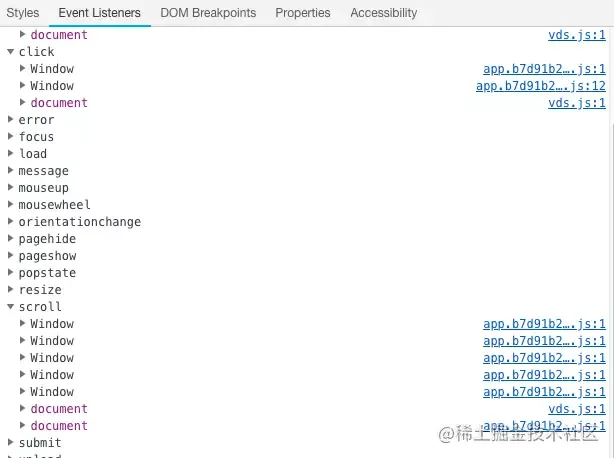 Styles Event Listeners DOM Breakpoints Properties Accessibility
document vds.js:1
click
Window app.b7d91b2….js:1
Window app.b7d91b2….js:12
document vds.js:1
error
focus
load
message
mouseup
mousewheel
orientationchange
pagehide
pageshow
popstate
resize
scroll
Window app.b7d91b2….js:1
Window app.b7d91b2….js:1
Window app.b7d91b2….js:1
Window app.b7d91b2….js:1
Window app.b7d91b2….js:1
document vds.js:1
document app.b7d91b2….js:1
@稀土掘金技术社区
submit